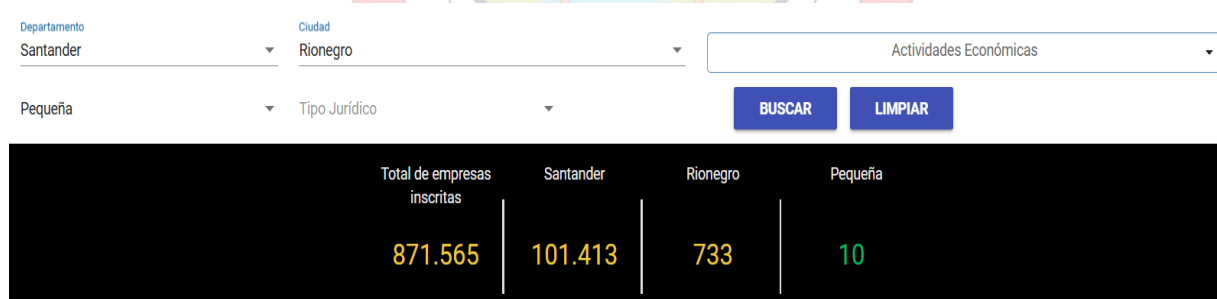 Departamento
Ciudad
Santander
Rionegro
Actividades Económicas
Pequeña
Tipo Jurídico
BUSCAR
LIMPIAR
Total de empresas
inscritas
Santander
Rionegro
Pequeña
871.565
101.413
733
10